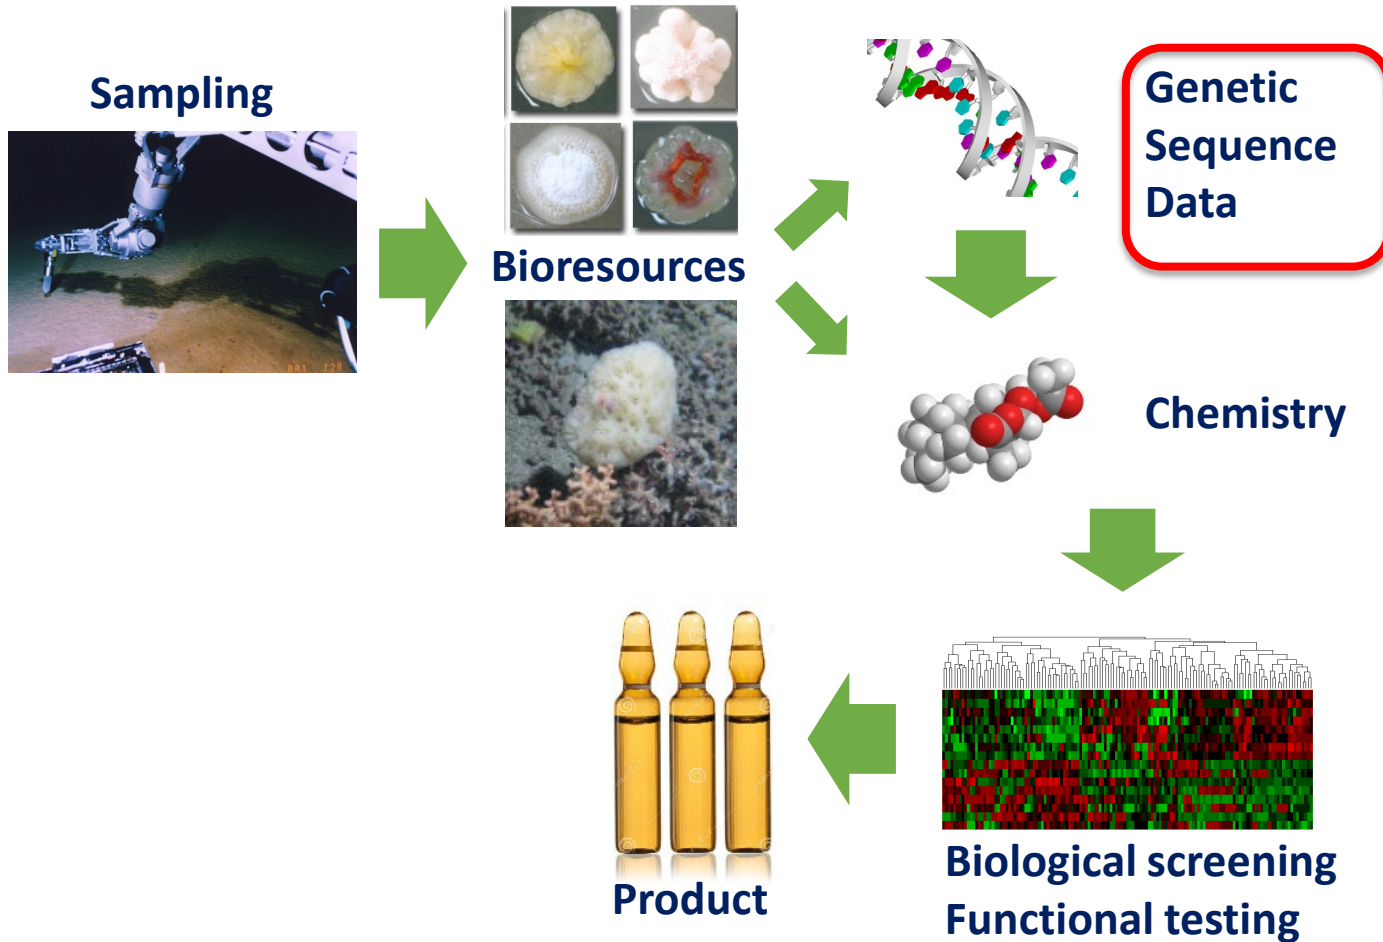 Sampling
Bioresources
Genetic
Sequence
Data
Chemistry
Biological screening
Functional testing
Product